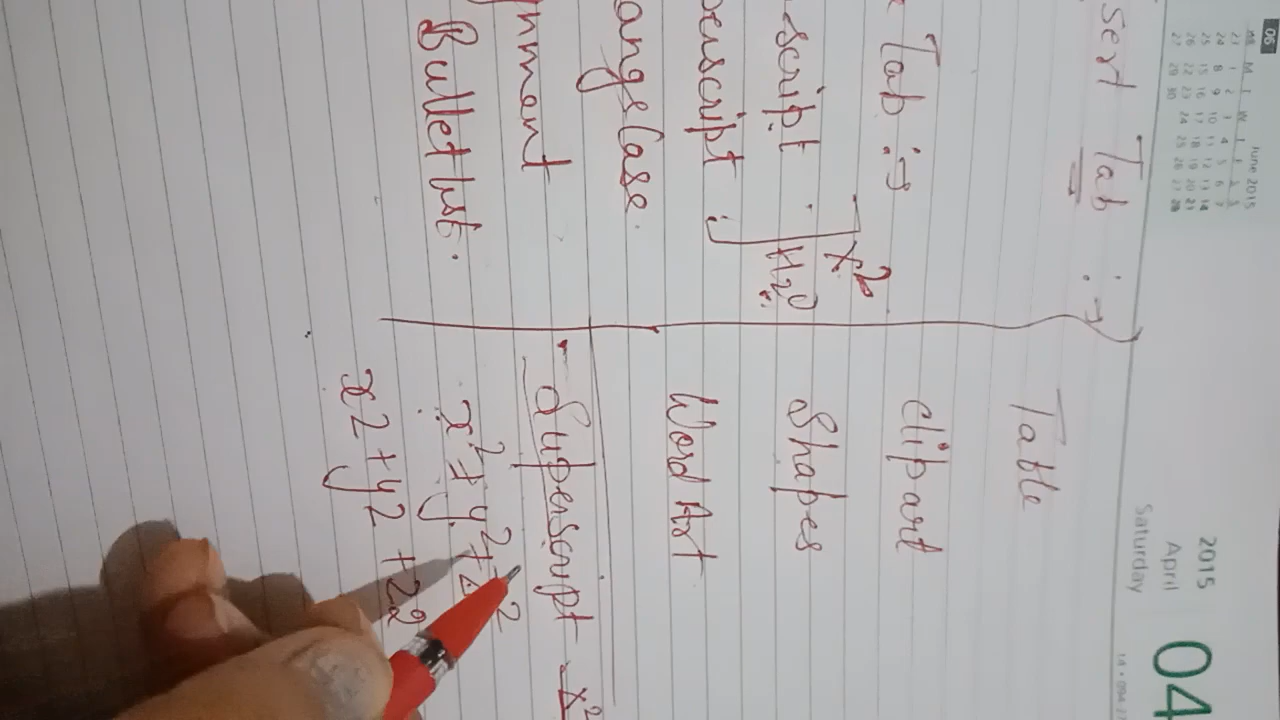 2015
April
Saturday
04
June 2015
06
sert Tab :→
Table
Tab :→
Clipart
script.
x²
Shapes
perscript :
H₂O
Word Art
ange Case.
Superscript - x²
nment
x² + y² + z²
Bullet list.
x2 + y2 + z2